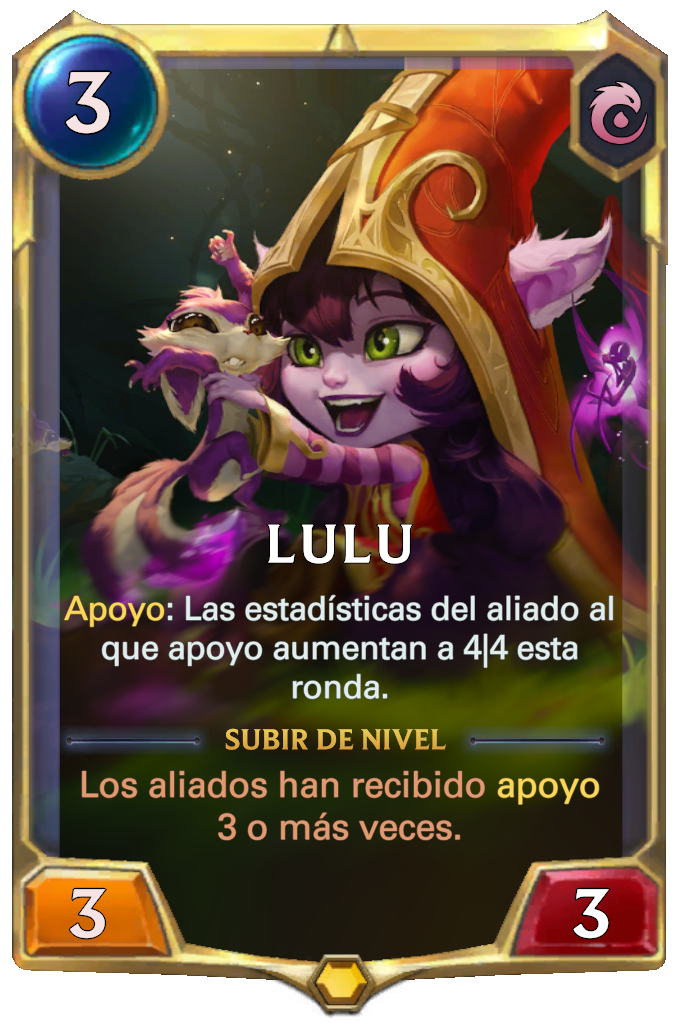 3
LULU
Apoyo: Las estadísticas del aliado al
que apoyo aumentan a 4|4 esta
ronda.
SUBIR DE NIVEL
Los aliados han recibido apoyo
3 o más veces.
3
3